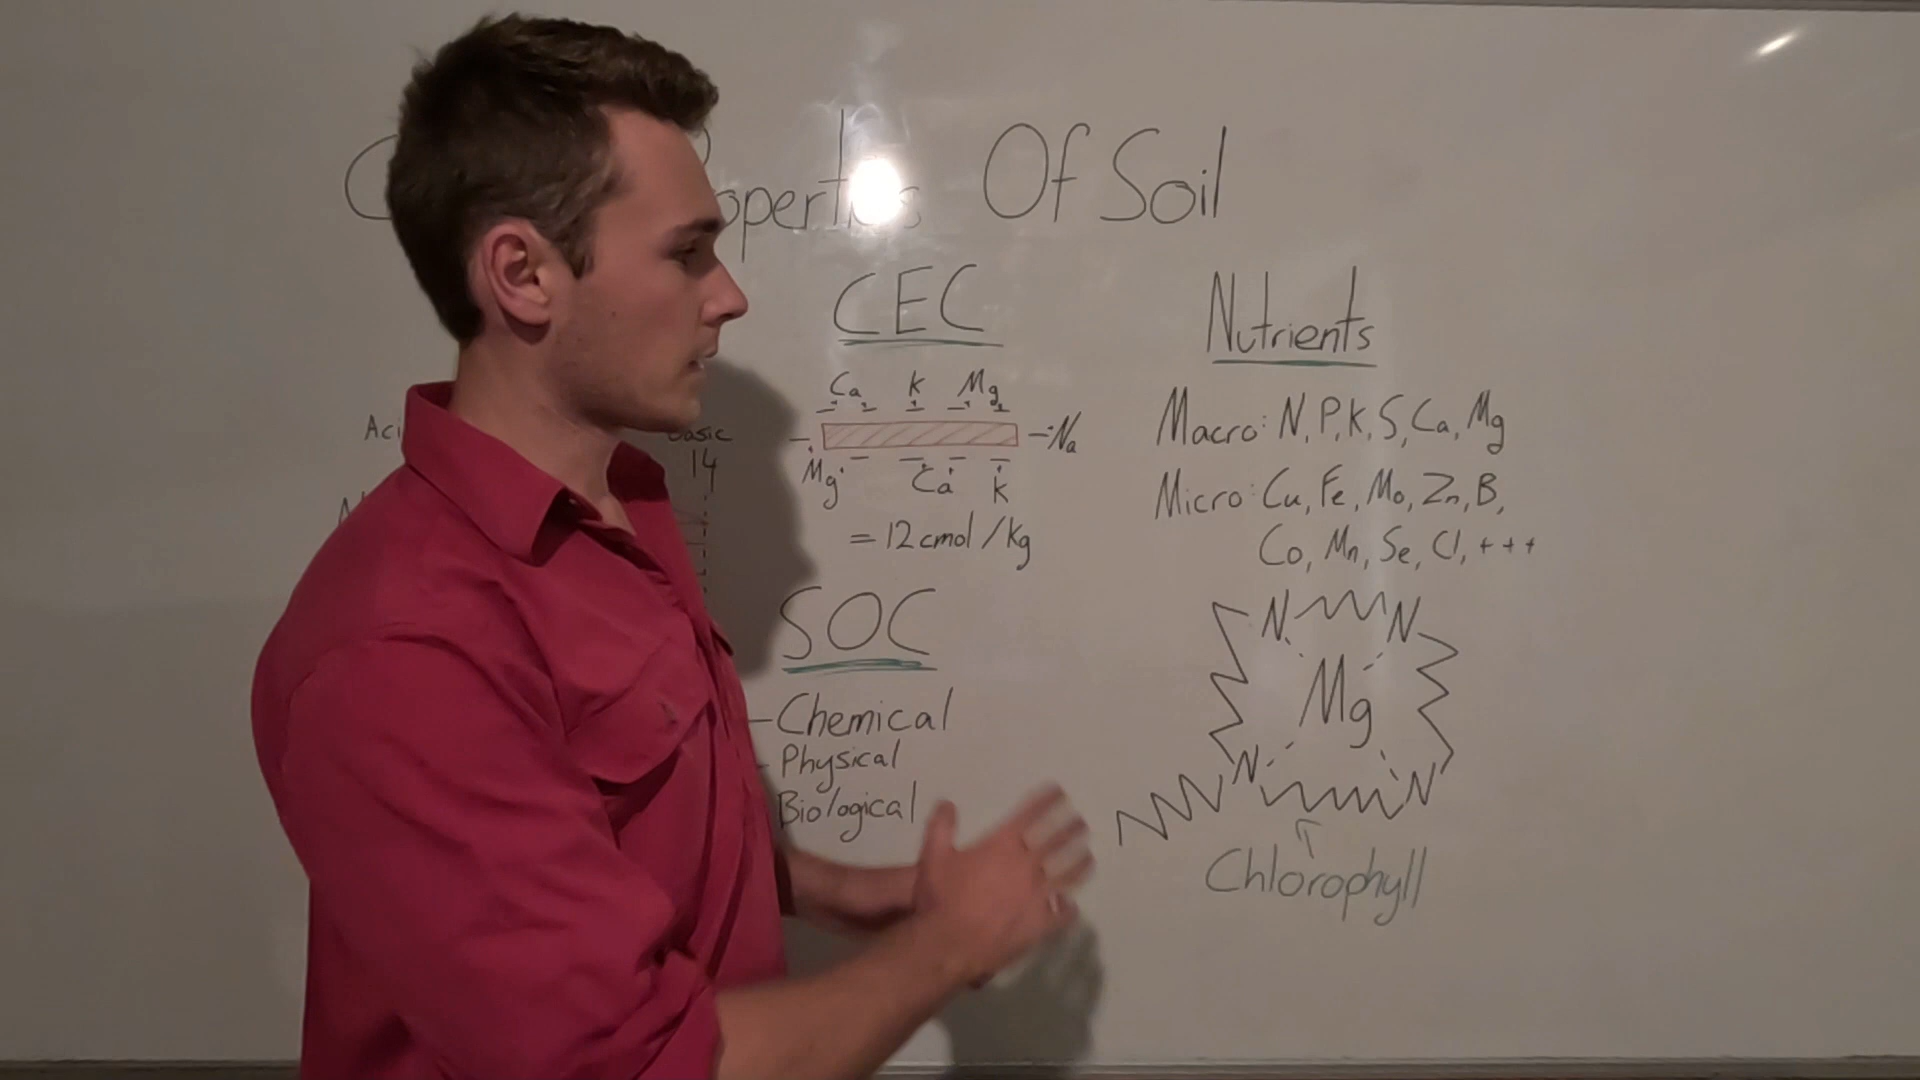 Of Soil
CEC
Nutrients
Ca K Mg
Na
Mg Ca K
= 12 cmol/kg
Macro: N, P, K, S, Ca, Mg
Micro: Cu, Fe, Mo, Zn, B,
Co, Mn, Se, Cl, +++
14
SOC
- Chemical
- Physical
Biological
N N
Mg
N N
Chlorophyll